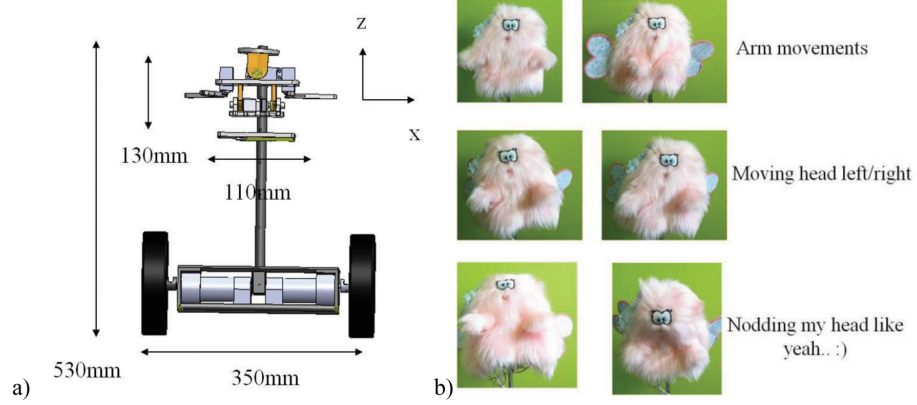 z
x
130mm
110mm
530mm
350mm
a)
b)
Arm movements
Moving head left/right
Nodding my head like
yeah.. :)